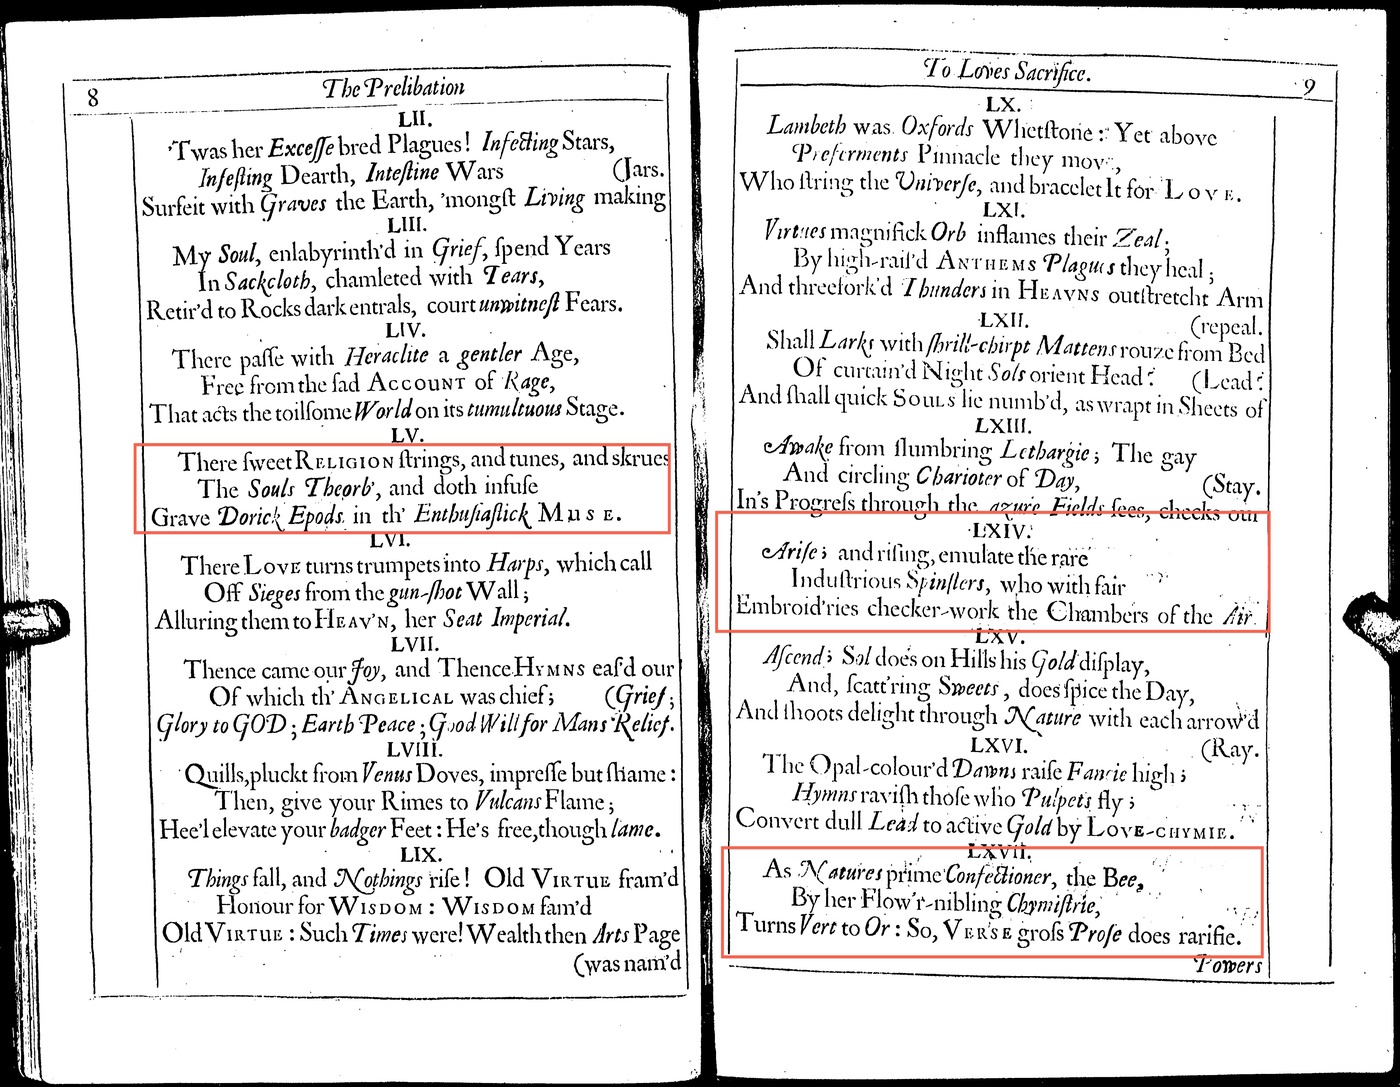 8
The Prelibation
LII.
'Twas her Excesse bred Plagues! Infecting Stars,
Infesting Dearth, Intestine Wars (Jars.
Surfeit with Graves the Earth, 'mongſt Living making
LIII.
My Soul, enlabyrinth'd in Grief, ſpend Years
In Sackcloth, chamleted with Tears,
Retir'd to Rocks dark entrals, court unwitneſt Fears.
LIV.
There paſſe with Heraclite a gentler Age,
Free from the ſad ACCOUNT of Rage,
That acts the toilſome World on its tumultuous Stage.
LV.
There ſweet RELIGION ſtrings, and tunes, and skrues
The Souls Theorb', and doth infuſe
Grave Dorick Epods in th' Enthuſiaſtick MUSE.
LVI.
There LOVE turns trumpets into Harps, which call
Off Sieges from the gun-ſhot Wall;
Alluring them to HEAV'N, her Seat Imperial.
LVII.
Thence came our Joy, and Thence HYMNS eaſ'd our
Of which th' ANGELICAL was chief; (Grief;
Glory to GOD; Earth Peace; Good Will for Mans Relief.
LVIII.
Quills, pluckt from Venus Doves, impreſſe but ſhame:
Then, give your Rimes to Vulcans Flame;
Hee'l elevate your badger Feet: He's free, though lame.
LIX.
Things fall, and Nothings riſe! Old VIRTUE fram'd
Honour for WISDOM: WISDOM fam'd
Old VIRTUE: Such Times were! Wealth then Arts Page
(was nam'd
To Loves Sacrifice.
9
LX.
Lambeth was Oxfords Whetſtone: Yet above
Preferments Pinnacle they move,
Who ſtring the Univerſe, and bracelet It for LOVE.
LXI.
Virtues magnifick Orb inflames their Zeal;
By high-raiſ'd ANTHEMS Plagues they heal;
And threefork'd Thunders in HEAVNS outſtretcht Arm
LXII. (repeal.
Shall Larks with ſhrill-chirpt Mattens rouze from Bed
Of curtain'd Night Sols orient Head? (Lead?
And ſhall quick SOULS lie numb'd, as wrapt in Sheets of
LXIII.
Awake from ſlumbring Lethargie; The gay
And circling Charioter of Day, (Stay.
In's Progreſs through the azure Fields ſees, checks our
LXIV.
Ariſe; and riſing, emulate the rare
Induſtrious Spinſters, who with fair
Embroid'ries checker-work the Chambers of the Air.
LXV.
Aſcend; Sol does on Hills his Gold diſplay,
And, ſcatt'ring Sweets, does ſpice the Day,
And ſhoots delight through Nature with each arrow'd
LXVI. (Ray.
The Opal-colour'd Dawns raiſe Fancie high;
Hymns raviſh thoſe who Pulpets fly;
Convert dull Lead to active Gold by LOVE-CHYMIE.
LXVII.
As Natures prime Confectioner, the Bee,
By her Flow'r-nibling Chymiſtrie,
Turns Vert to Or: So, VERSE groſs Proſe does rarifie.
Powers